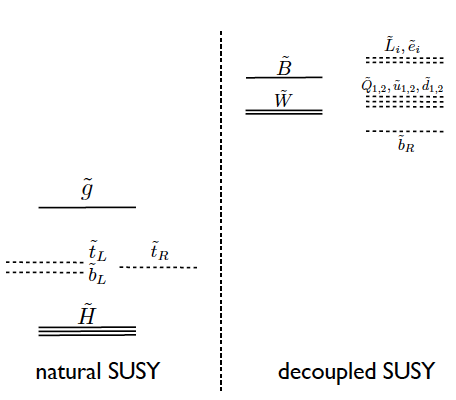 B̃
L̃ᵢ, ẽᵢ
Q̃₁,₂, ũ₁,₂, d̃₁,₂
W̃
b̃_R
g̃
t̃_L
t̃_R
b̃_L
H̃
natural SUSY
decoupled SUSY